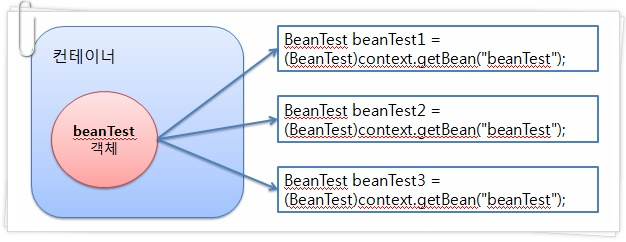 컨테이너
beanTest
객체
BeanTest beanTest1 =
(BeanTest)context.getBean("beanTest");
BeanTest beanTest2 =
(BeanTest)context.getBean("beanTest");
BeanTest beanTest3 =
(BeanTest)context.getBean("beanTest");